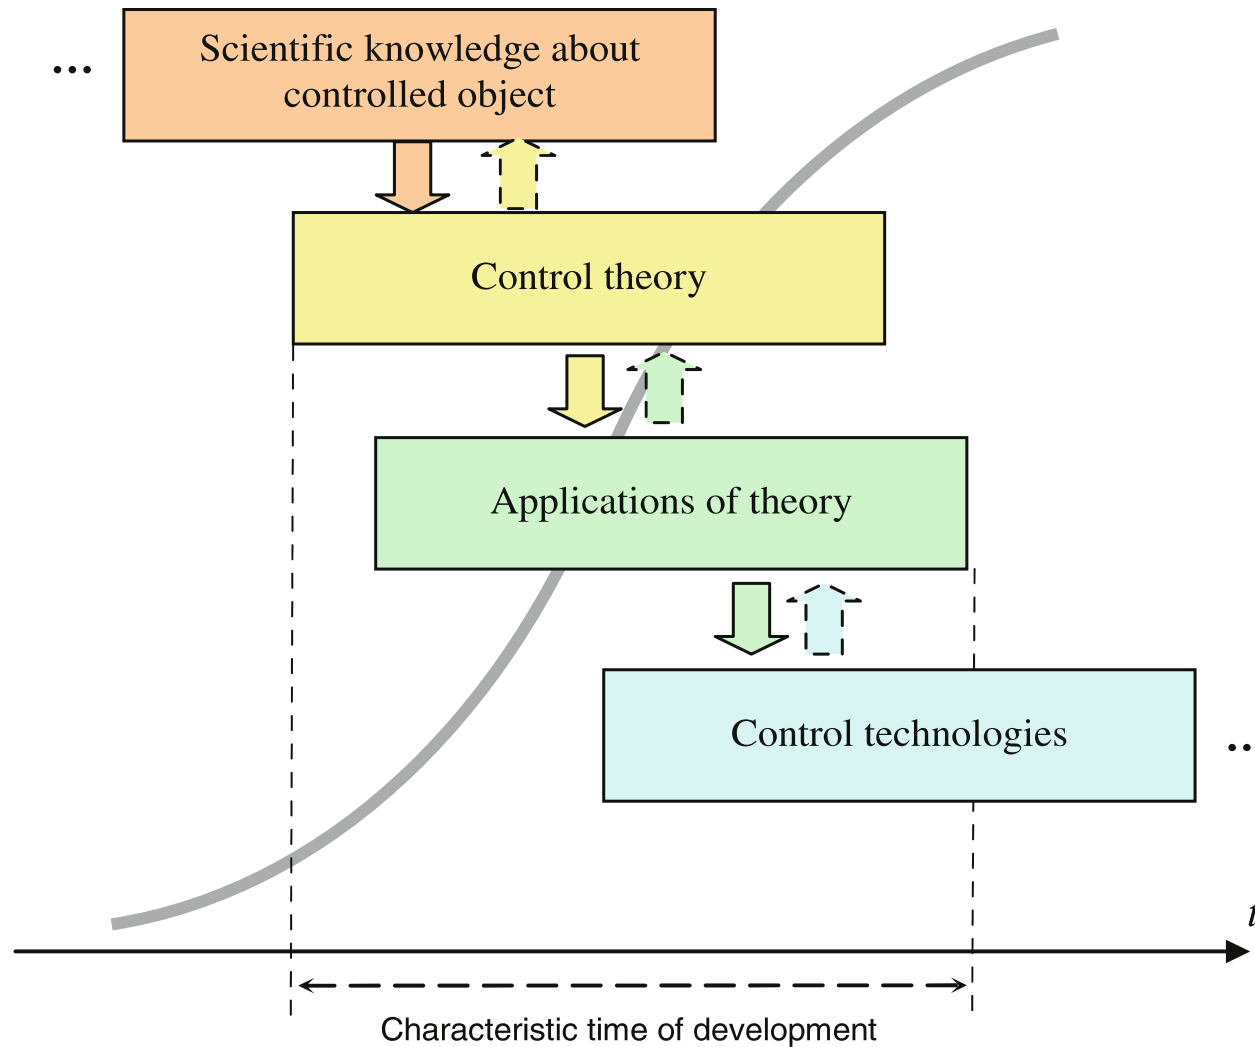 ...
Scientific knowledge about
controlled object
Control theory
Applications of theory
Control technologies
..
t
Characteristic time of development